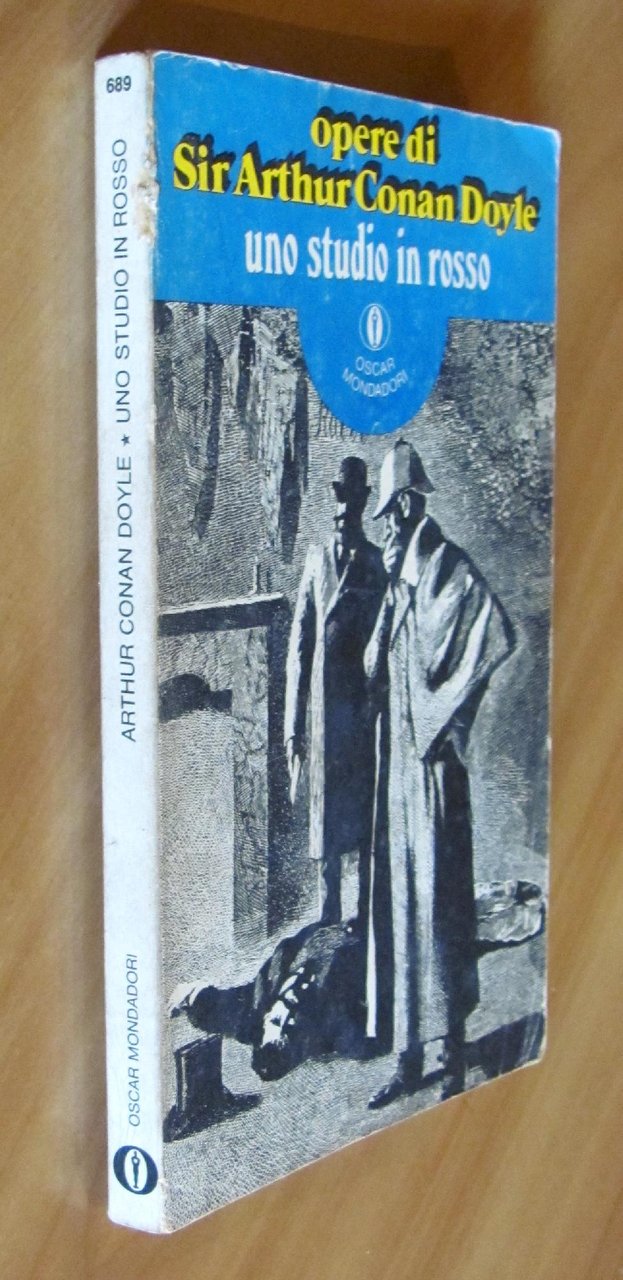 689
ARTHUR CONAN DOYLE ★ UNO STUDIO IN ROSSO
OSCAR MONDADORI
opere di
Sir Arthur Conan Doyle
uno studio in rosso
OSCAR
MONDADORI